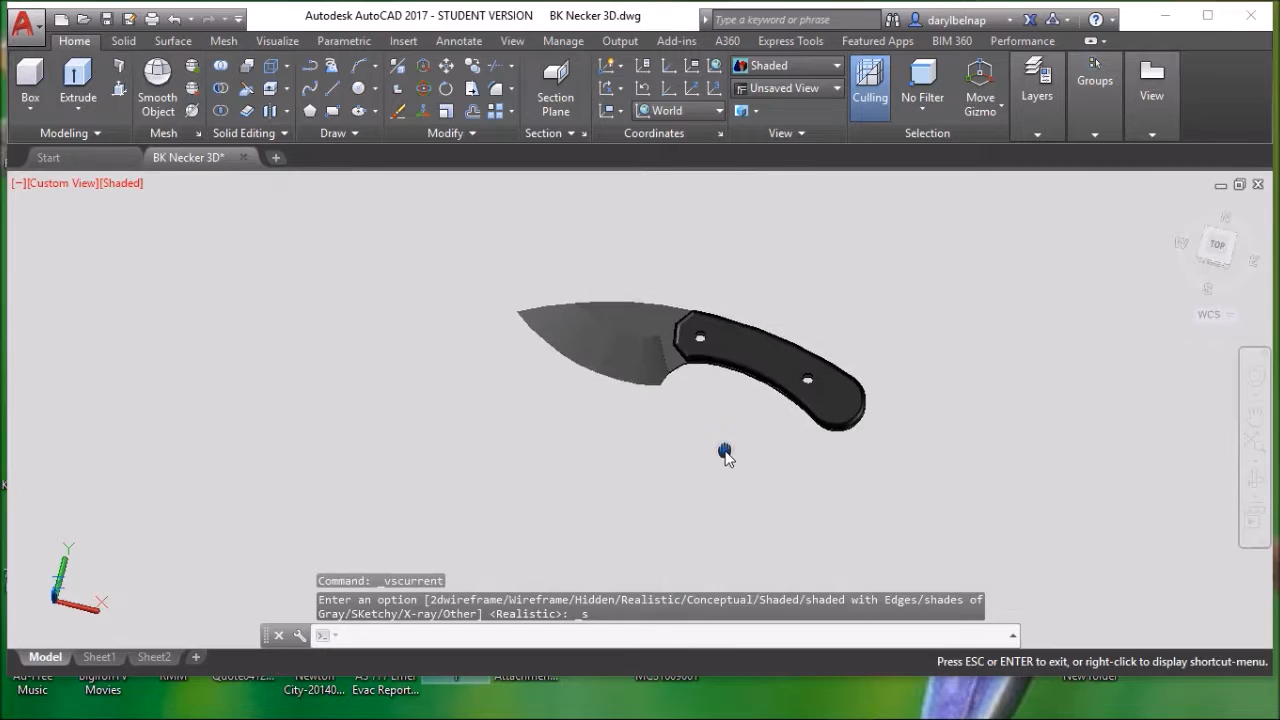 Autodesk AutoCAD 2017 - STUDENT VERSION BK Necker 3D.dwg
Type a keyword or phrase
darylbelnap
Home Solid Surface Mesh Visualize Parametric Insert Annotate View Manage Output Add-ins A360 Express Tools Featured Apps BIM 360 Performance
Box
Extrude
Smooth
Object
Section
Plane
World
Shaded
Unsaved View
Culling
No Filter
Move
Gizmo
Layers
Groups
View
Modeling Mesh Solid Editing Draw Modify Section Coordinates View Selection
Start BK Necker 3D*
[−][Custom View][Shaded]
N
W
TOP
E
S
WCS
Y
X
Command: _vscurrent
Enter an option [2dwireframe/Wireframe/Hidden/Realistic/Conceptual/Shaded/shaded with Edges/shades of
Gray/SKetchy/X-ray/Other] <Realistic>: _s
Model Sheet1 Sheet2 +
Press ESC or ENTER to exit, or right-click to display shortcut-menu.
Music
Movies
City-20140...
Evac Report...
Attachment...
New folder